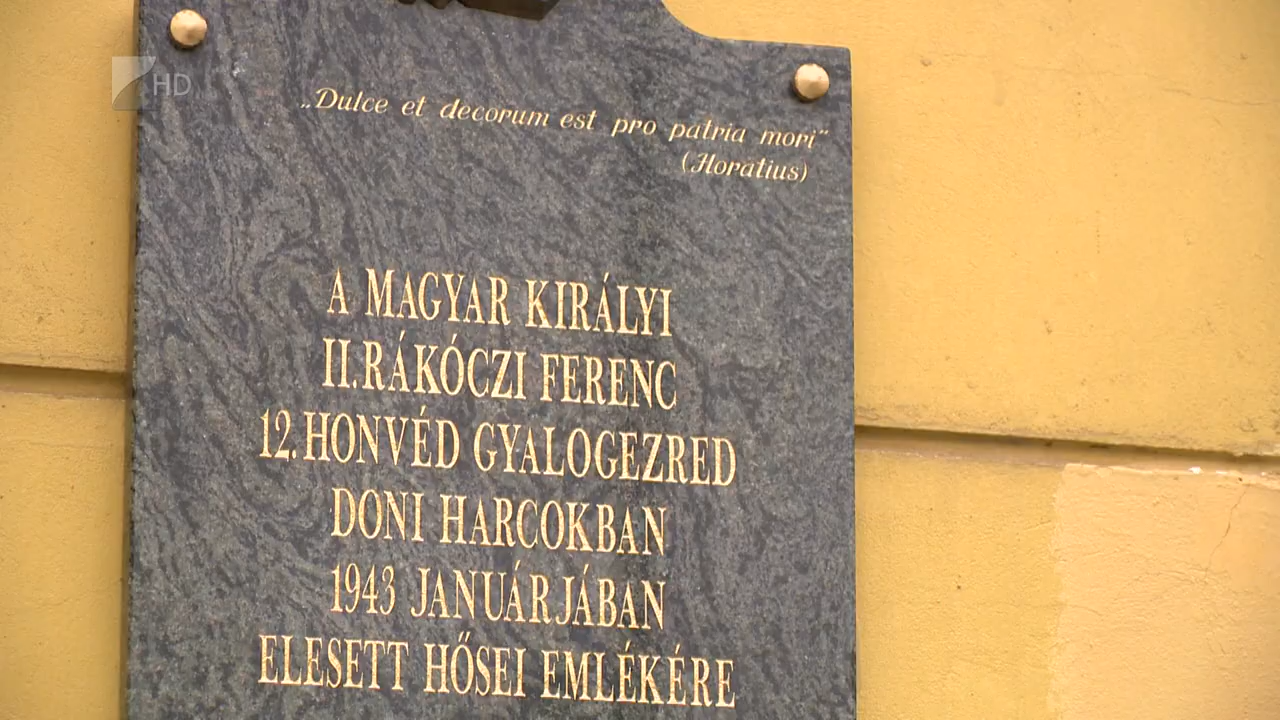 HD
„Dulce et decorum est pro patria mori"
(Horatius)
A MAGYAR KIRÁLYI
II.RÁKÓCZI FERENC
12.HONVÉD GYALOGEZRED
DONI HARCOKBAN
1943 JANUÁRJÁBAN
ELESETT HŐSEI EMLÉKÉRE